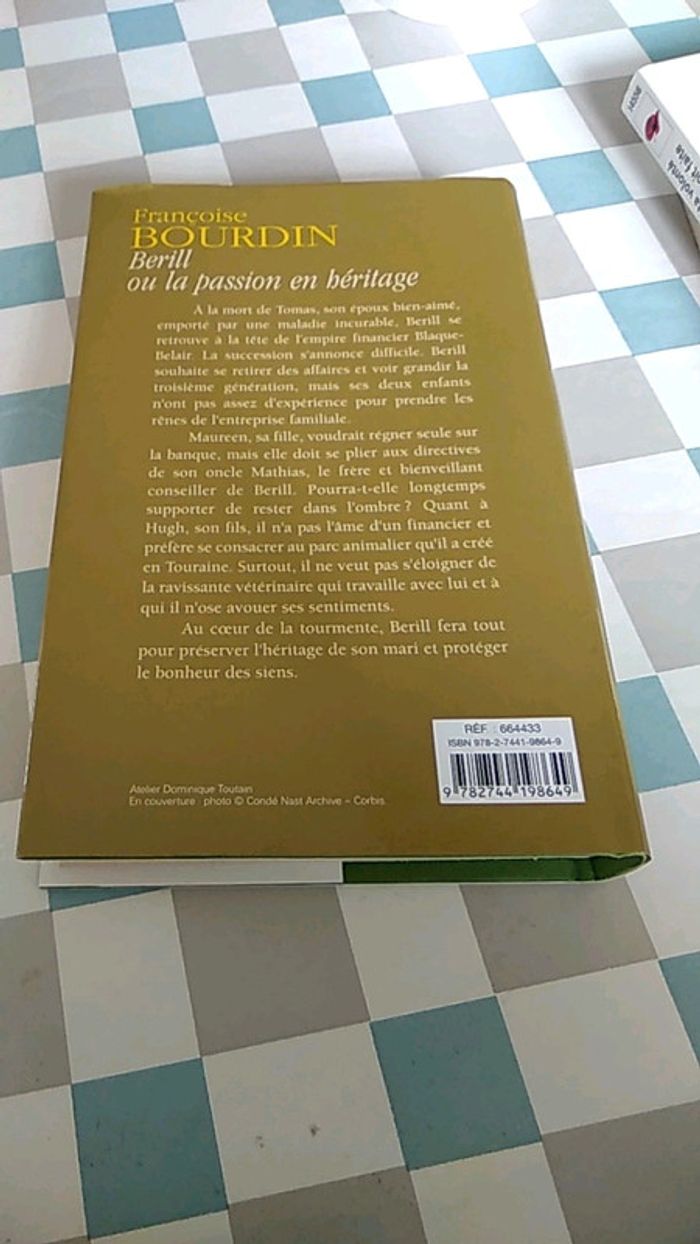 Françoise
BOURDIN
Berill
ou la passion en héritage
À la mort de Tomas, son époux bien-aimé,
emporté par une maladie incurable, Berill se
retrouve à la tête de l'empire financier Blaque-
Belair. La succession s'annonce difficile. Berill
souhaite se retirer des affaires et voir grandir la
troisième génération, mais ses deux enfants
n'ont pas assez d'expérience pour prendre les
rênes de l'entreprise familiale.
Maureen, sa fille, voudrait régner seule sur
la banque, mais elle doit se plier aux directives
de son oncle Mathias, le frère et bienveillant
conseiller de Berill. Pourra-t-elle longtemps
supporter de rester dans l'ombre ? Quant à
Hugh, son fils, il n'a pas l'âme d'un financier et
préfère se consacrer au parc animalier qu'il a créé
en Touraine. Surtout, il ne veut pas s'éloigner de
la ravissante vétérinaire qui travaille avec lui et à
qui il n'ose avouer ses sentiments.
Au cœur de la tourmente, Berill fera tout
pour préserver l'héritage de son mari et protéger
le bonheur des siens.
Atelier Dominique Toutain
En couverture : photo © Condé Nast Archive – Corbis
RÉF : 664433
ISBN 978-2-7441-9864-9
9 782744 198649
volonté
faite